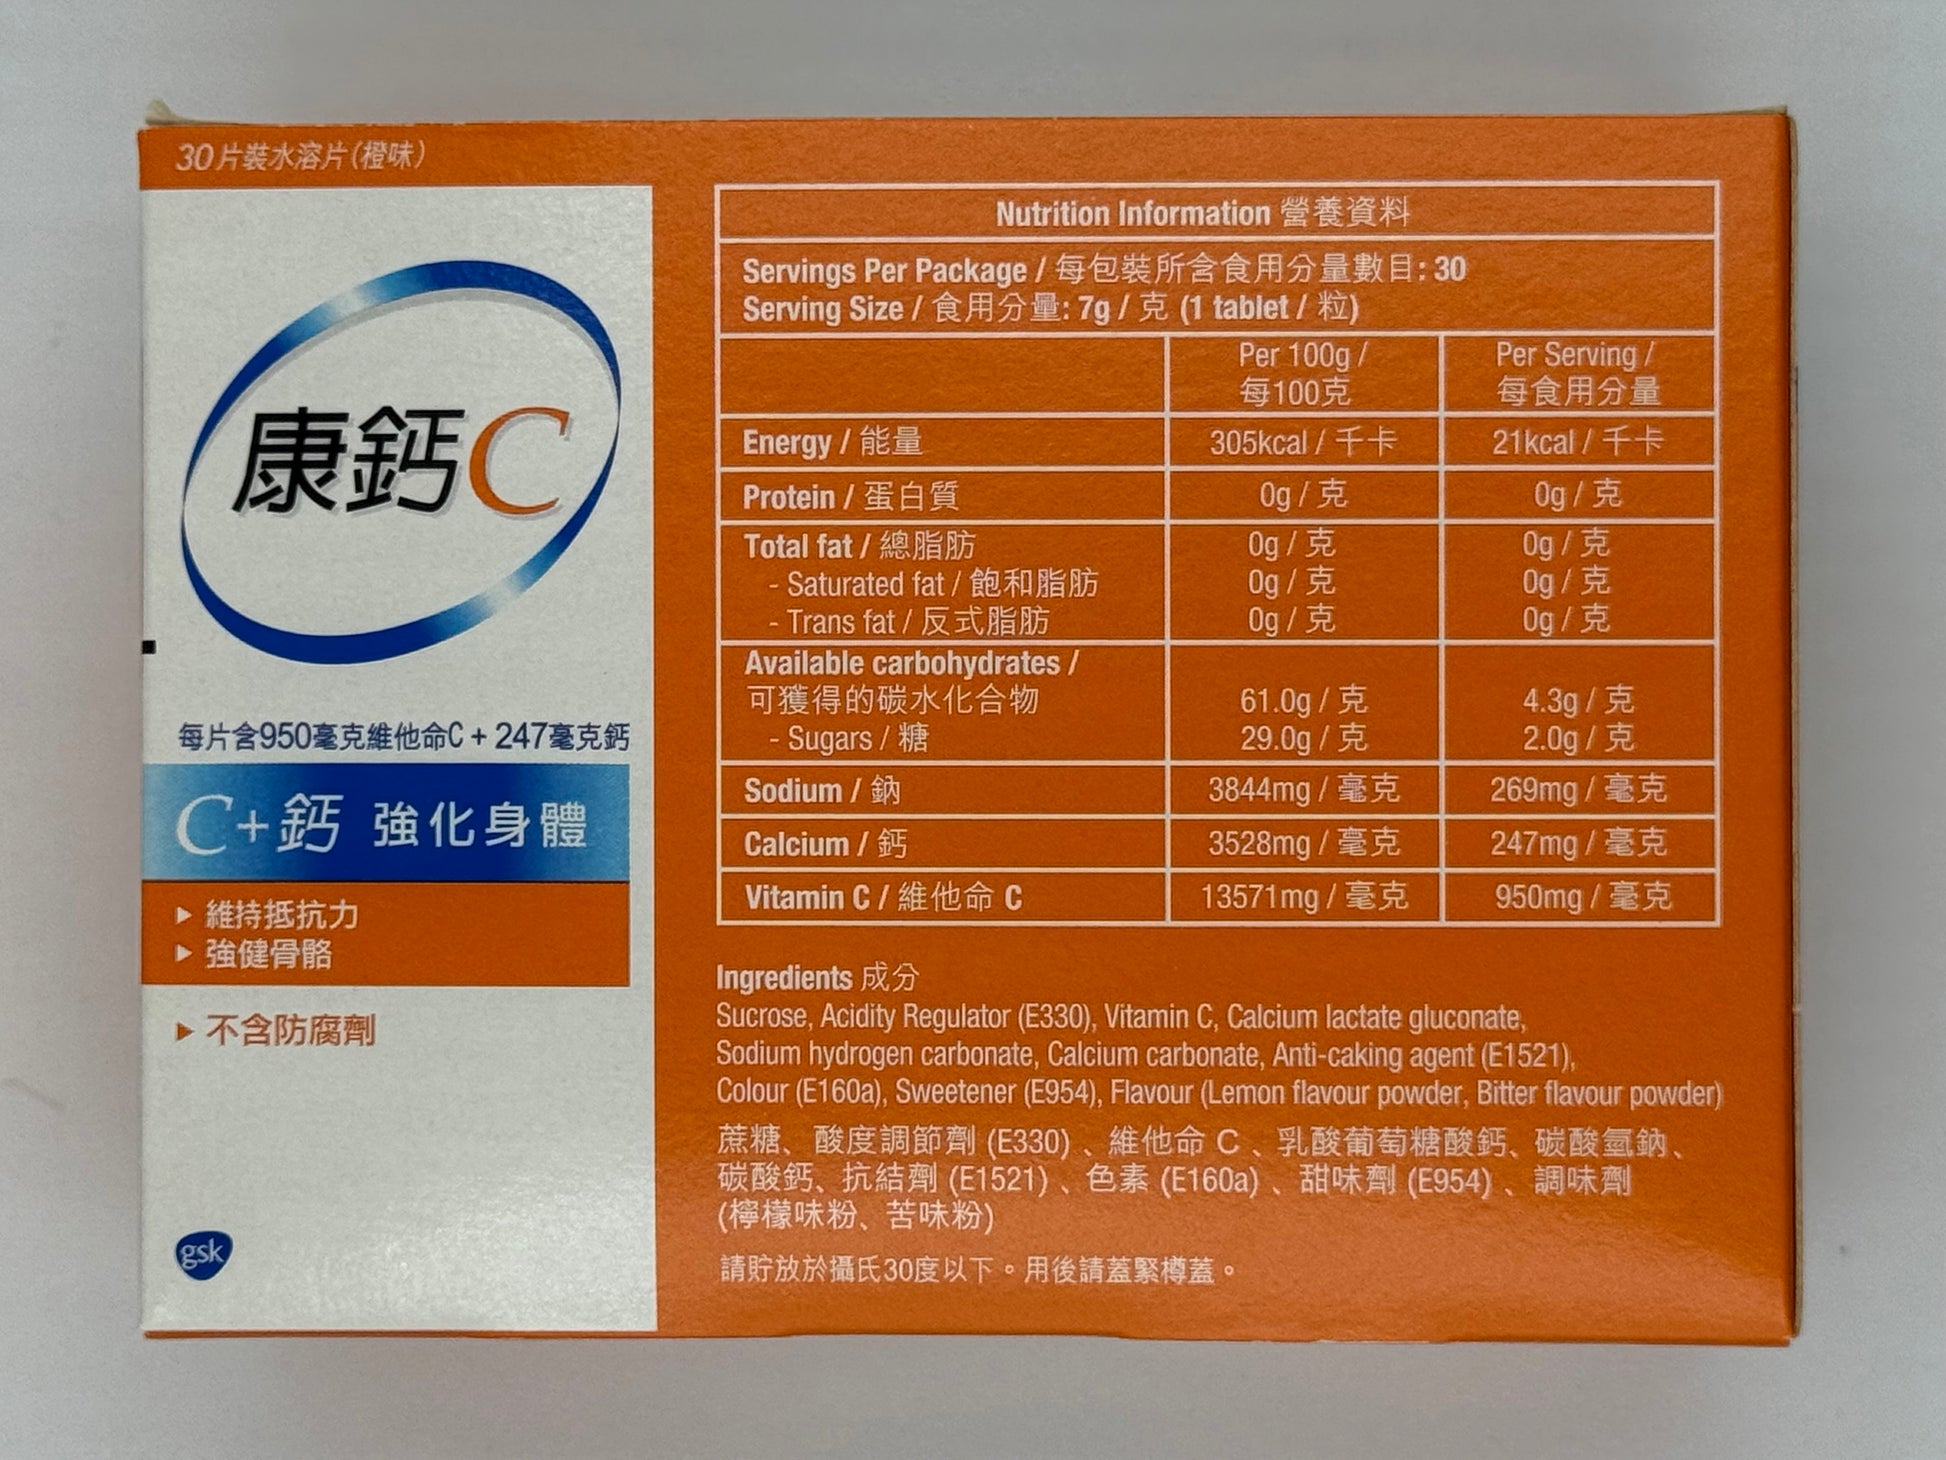 30片裝水溶片(橙味)
康鈣C
每片含950毫克維他命C + 247毫克鈣
C+鈣 強化身體
維持抵抗力
強健骨骼
不含防腐劑
gsk
Nutrition Information 營養資料
Servings Per Package / 每包裝所含食用分量數目: 30
Serving Size / 食用分量: 7g / 克 (1 tablet / 粒)
Per 100g / Per Serving /
每100克 每食用分量
Energy / 能量 305kcal / 千卡 21kcal / 千卡
Protein / 蛋白質 0g / 克 0g / 克
Total fat / 總脂肪 0g / 克 0g / 克
- Saturated fat / 飽和脂肪 0g / 克 0g / 克
- Trans fat / 反式脂肪 0g / 克 0g / 克
Available carbohydrates /
可獲得的碳水化合物 61.0g / 克 4.3g / 克
- Sugars / 糖 29.0g / 克 2.0g / 克
Sodium / 鈉 3844mg / 毫克 269mg / 毫克
Calcium / 鈣 3528mg / 毫克 247mg / 毫克
Vitamin C / 維他命 C 13571mg / 毫克 950mg / 毫克
Ingredients 成分
Sucrose, Acidity Regulator (E330), Vitamin C, Calcium lactate gluconate,
Sodium hydrogen carbonate, Calcium carbonate, Anti-caking agent (E1521),
Colour (E160a), Sweetener (E954), Flavour (Lemon flavour powder, Bitter flavour powder)
蔗糖、酸度調節劑 (E330) 、維他命 C 、乳酸葡萄糖酸鈣、碳酸氫鈉、
碳酸鈣、抗結劑 (E1521) 、色素 (E160a) 、甜味劑 (E954) 、調味劑
(檸檬味粉、苦味粉)
請貯放於攝氏30度以下。用後請蓋緊樽蓋。